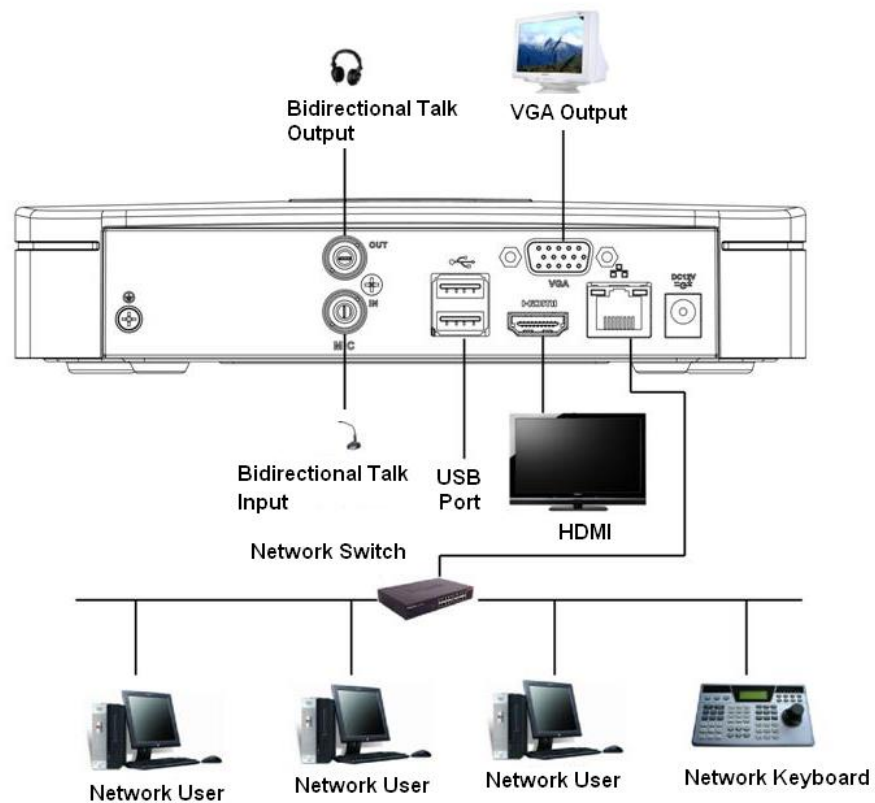 Bidirectional Talk
Output
VGA Output
OUT
IN
MIC
VGA
HDMI
DC12V
Bidirectional Talk
Input
USB
Port
HDMI
Network Switch
Network User
Network User
Network User
Network Keyboard